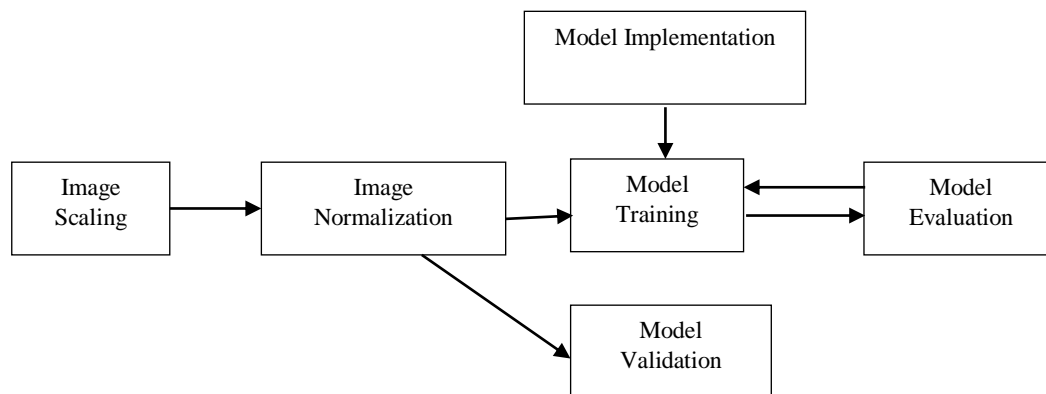 Model Implementation
Image
Scaling
Image
Normalization
Model
Training
Model
Evaluation
Model
Validation